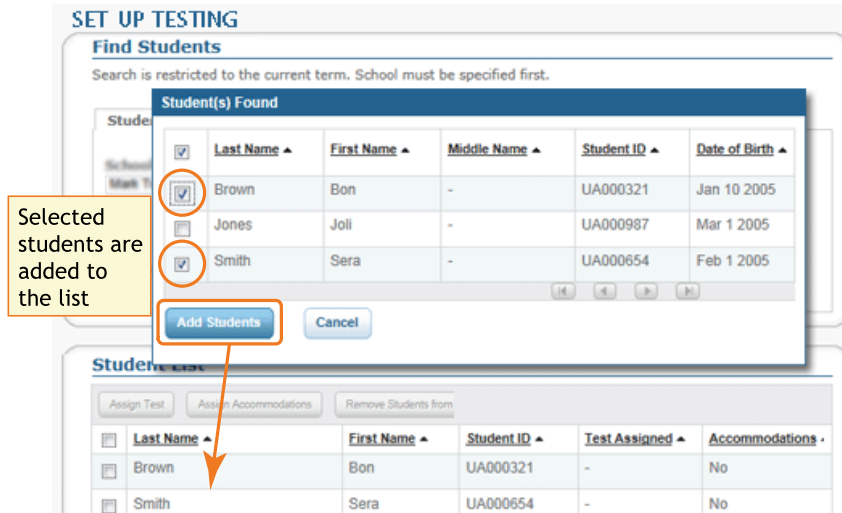 SET UP TESTING
Find Students
Search is restricted to the current term. School must be specified first.
Student(s) Found
Last Name First Name Middle Name Student ID Date of Birth
Brown Bon - UA000321 Jan 10 2005
Jones Joli - UA000987 Mar 1 2005
Smith Sera - UA000654 Feb 1 2005
Selected
students are
added to
the list
Add Students Cancel
Student List
Assign Test Assign Accommodations Remove Students from
Last Name First Name Student ID Test Assigned Accommodations
Brown Bon UA000321 - No
Smith Sera UA000654 - No